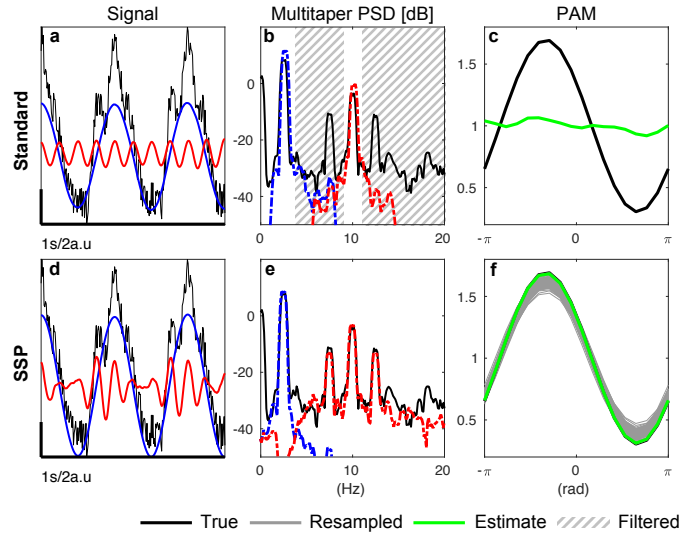 Signal Multitaper PSD [dB] PAM
Standard
a b c
0
-20
-40
1.5
1
0.5
1s/2a.u
0 10 20
-π 0 π
SSP
d e f
0
-20
-40
1.5
1
0.5
1s/2a.u
0 10 20
-π 0 π
(Hz) (rad)
True Resampled Estimate Filtered